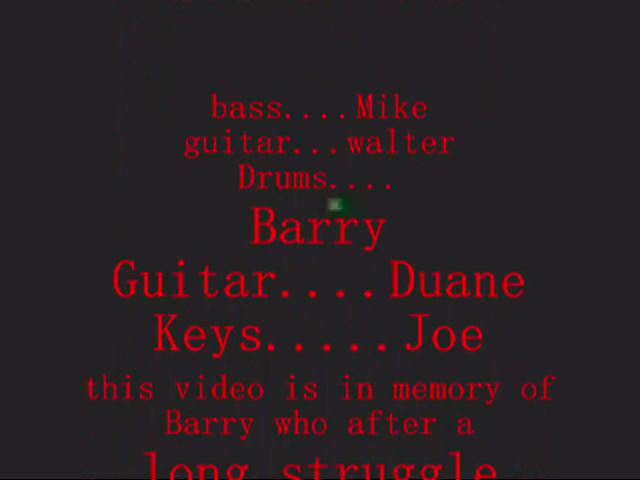 bass....Mike
guitar...walter
Drums....
Barry
Guitar....Duane
Keys.....Joe
this video is in memory of
Barry who after a
long struggle